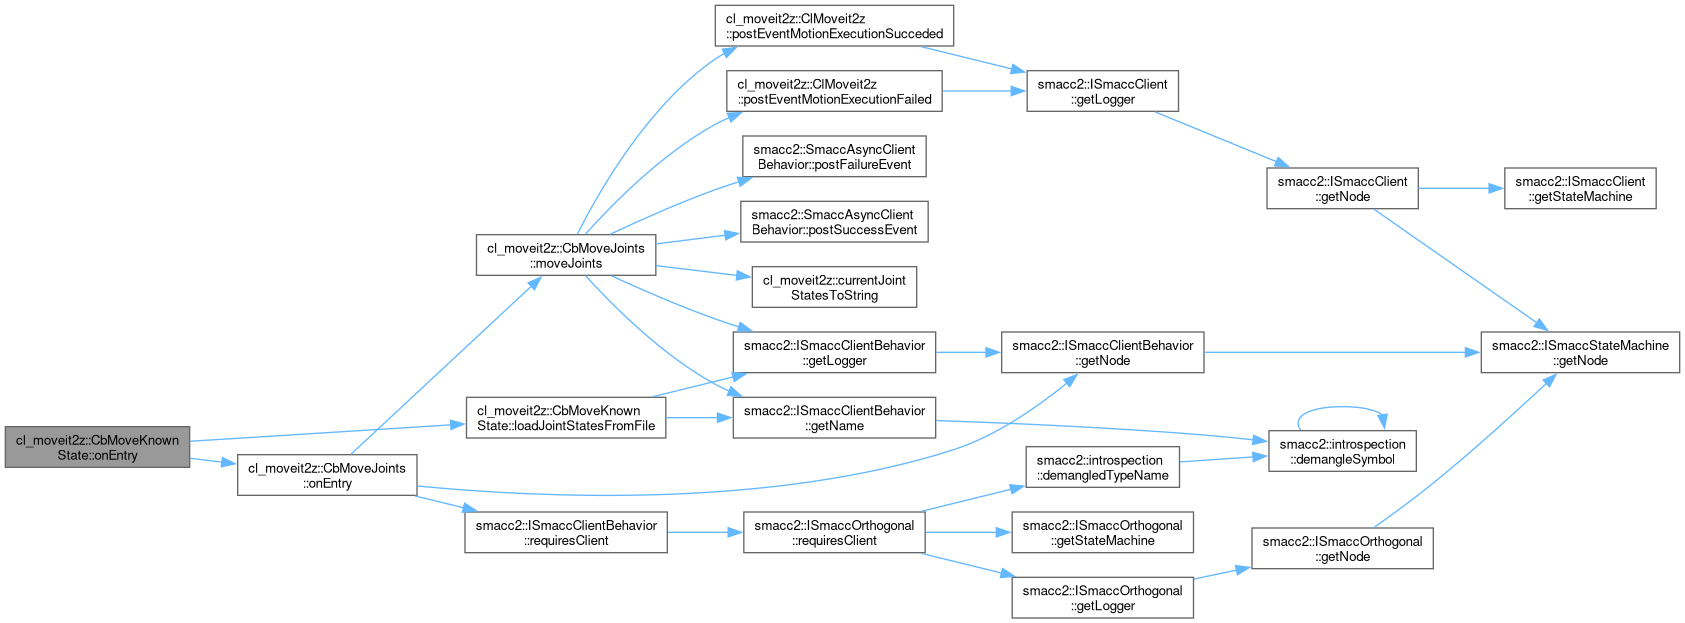 cl_moveit2z::ClMoveit2z
::postEventMotionExecutionSucceded
cl_moveit2z::ClMoveit2z
::postEventMotionExecutionFailed
smacc2::ISmaccClient
::getLogger
smacc2::SmaccAsyncClient
Behavior::postFailureEvent
smacc2::ISmaccClient
::getNode
smacc2::ISmaccClient
::getStateMachine
smacc2::SmaccAsyncClient
Behavior::postSuccessEvent
cl_moveit2z::CbMoveJoints
::moveJoints
cl_moveit2z::currentJoint
StatesToString
smacc2::ISmaccClientBehavior
::getLogger
smacc2::ISmaccClientBehavior
::getNode
smacc2::ISmaccStateMachine
::getNode
cl_moveit2z::CbMoveKnown
State::loadJointStatesFromFile
smacc2::ISmaccClientBehavior
::getName
cl_moveit2z::CbMoveKnown
State::onEntry
smacc2::introspection
::demangleSymbol
cl_moveit2z::CbMoveJoints
::onEntry
smacc2::introspection
::demangledTypeName
smacc2::ISmaccClientBehavior
::requiresClient
smacc2::ISmaccOrthogonal
::requiresClient
smacc2::ISmaccOrthogonal
::getStateMachine
smacc2::ISmaccOrthogonal
::getNode
smacc2::ISmaccOrthogonal
::getLogger